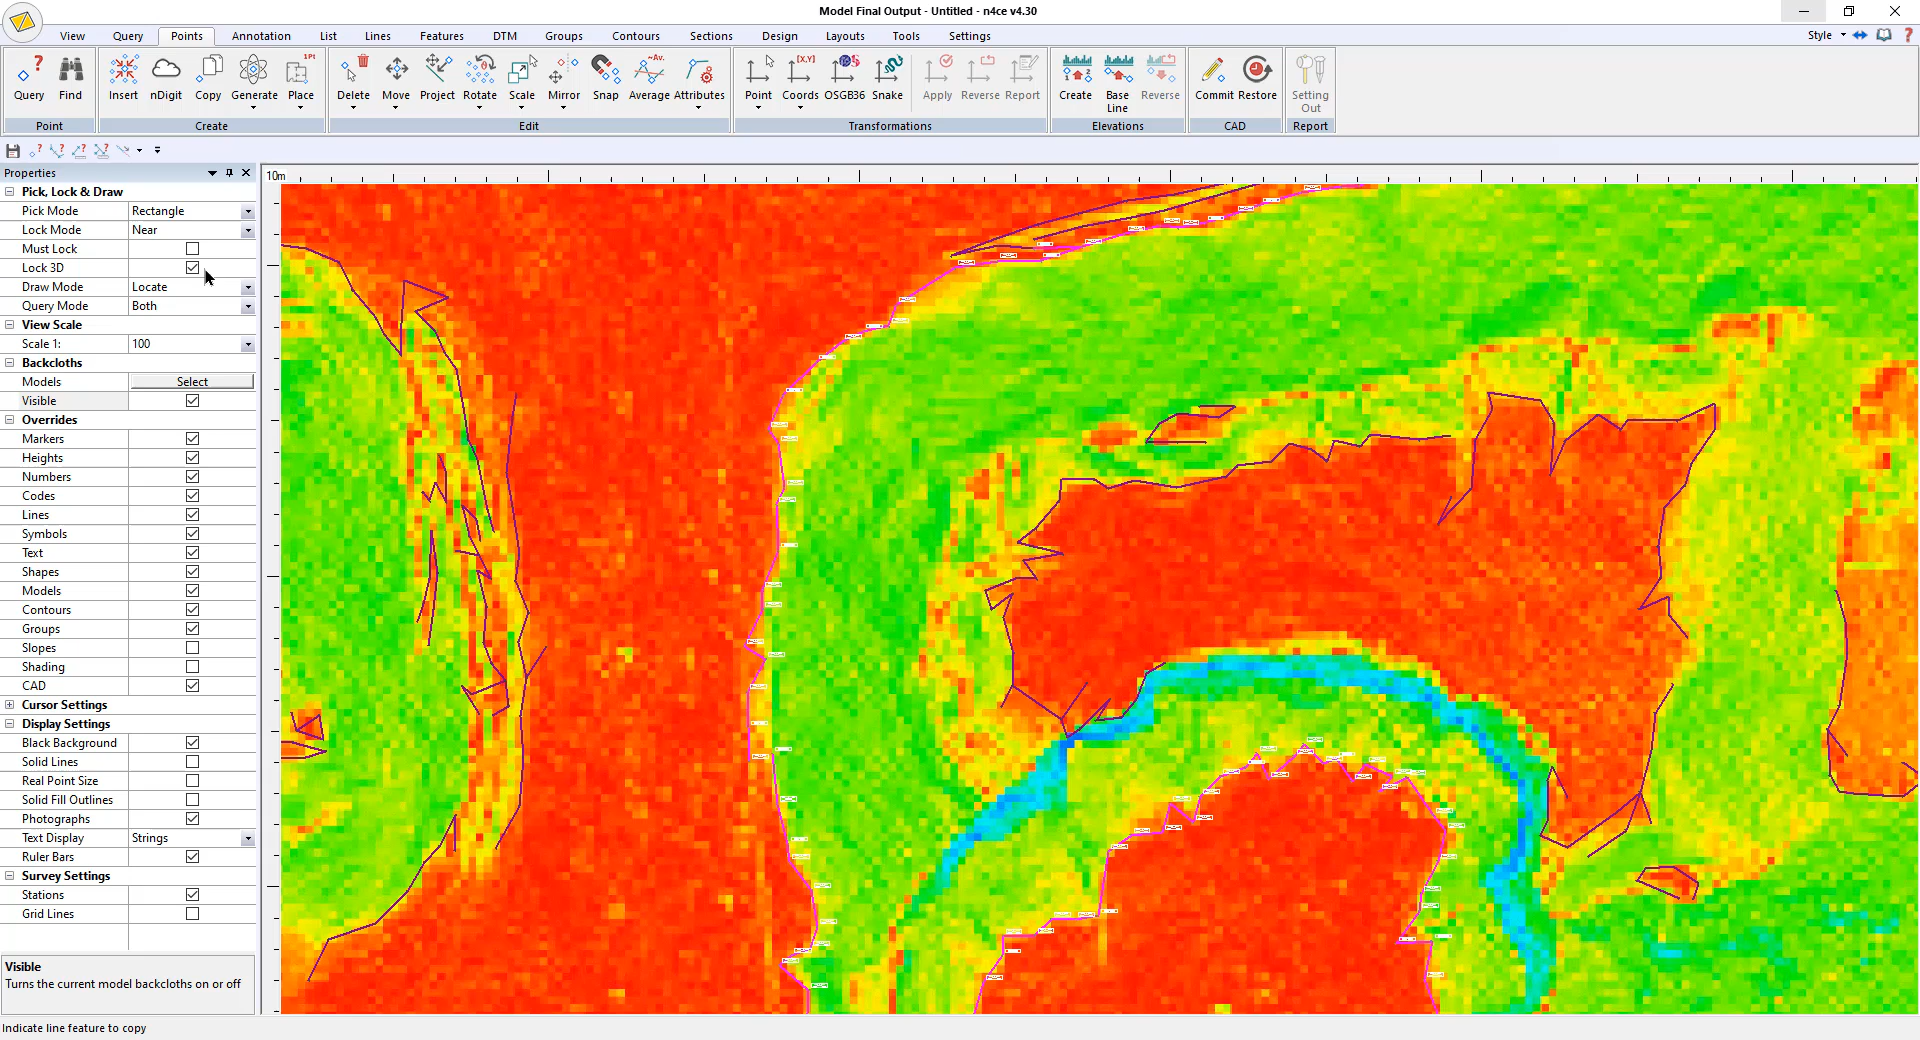 Model Final Output - Untitled - n4ce v4.30
View Query Points Annotation List Lines Features DTM Groups Contours Sections Design Layouts Tools Settings
Style
Query Find
Point
Insert nDigit Copy Generate Place
Create
Delete Move Project Rotate Scale Mirror Snap Average Attributes
Edit
Point Coords OSGB36 Snake Apply Reverse Report
Transformations
Create Base Line Reverse
Elevations
Commit Restore
CAD
Setting Out
Report
Properties
10m
Pick, Lock & Draw
Pick Mode Rectangle
Lock Mode Near
Must Lock
Lock 3D
Draw Mode Locate
Query Mode Both
View Scale
Scale 1: 100
Backcloths
Models Select
Visible
Overrides
Markers
Heights
Numbers
Codes
Lines
Symbols
Text
Shapes
Models
Contours
Groups
Slopes
Shading
CAD
Cursor Settings
Display Settings
Black Background
Solid Lines
Real Point Size
Solid Fill Outlines
Photographs
Text Display Strings
Ruler Bars
Survey Settings
Stations
Grid Lines
Visible
Turns the current model backcloths on or off
Indicate line feature to copy